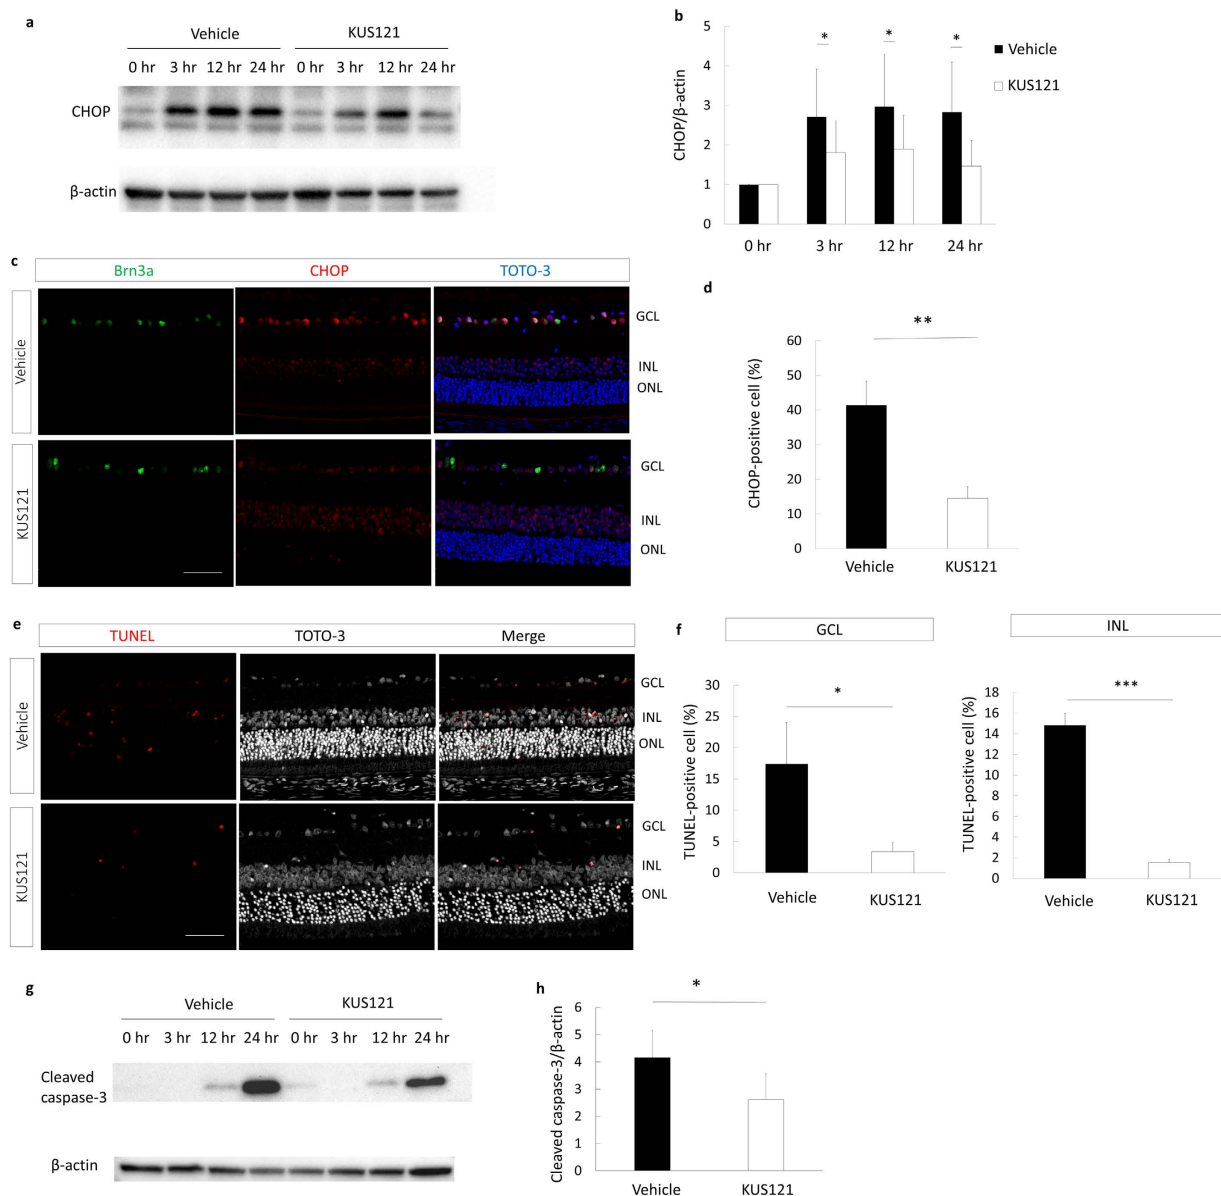 a
Vehicle KUS121
0 hr 3 hr 12 hr 24 hr 0 hr 3 hr 12 hr 24 hr
CHOP
β-actin
b
CHOP/β-actin
5
4
3
2
1
0
* * *
Vehicle
KUS121
0 hr 3 hr 12 hr 24 hr
c
Brn3a CHOP TOTO-3
Vehicle
GCL
INL
ONL
KUS121
GCL
INL
ONL
d
CHOP-positive cell (%)
60
50
40
30
20
10
0
**
Vehicle KUS121
e
TUNEL TOTO-3 Merge
Vehicle
GCL
INL
ONL
KUS121
GCL
INL
ONL
f
GCL
TUNEL-positive cell (%)
30
25
20
15
10
5
0
*
Vehicle KUS121
INL
TUNEL-positive cell (%)
18
16
14
12
10
8
6
4
2
0
***
Vehicle KUS121
g
Vehicle KUS121
0 hr 3 hr 12 hr 24 hr 0 hr 3 hr 12 hr 24 hr
Cleaved
caspase-3
β-actin
h
Cleaved caspase-3/β-actin
6
5
4
3
2
1
0
*
Vehicle KUS121